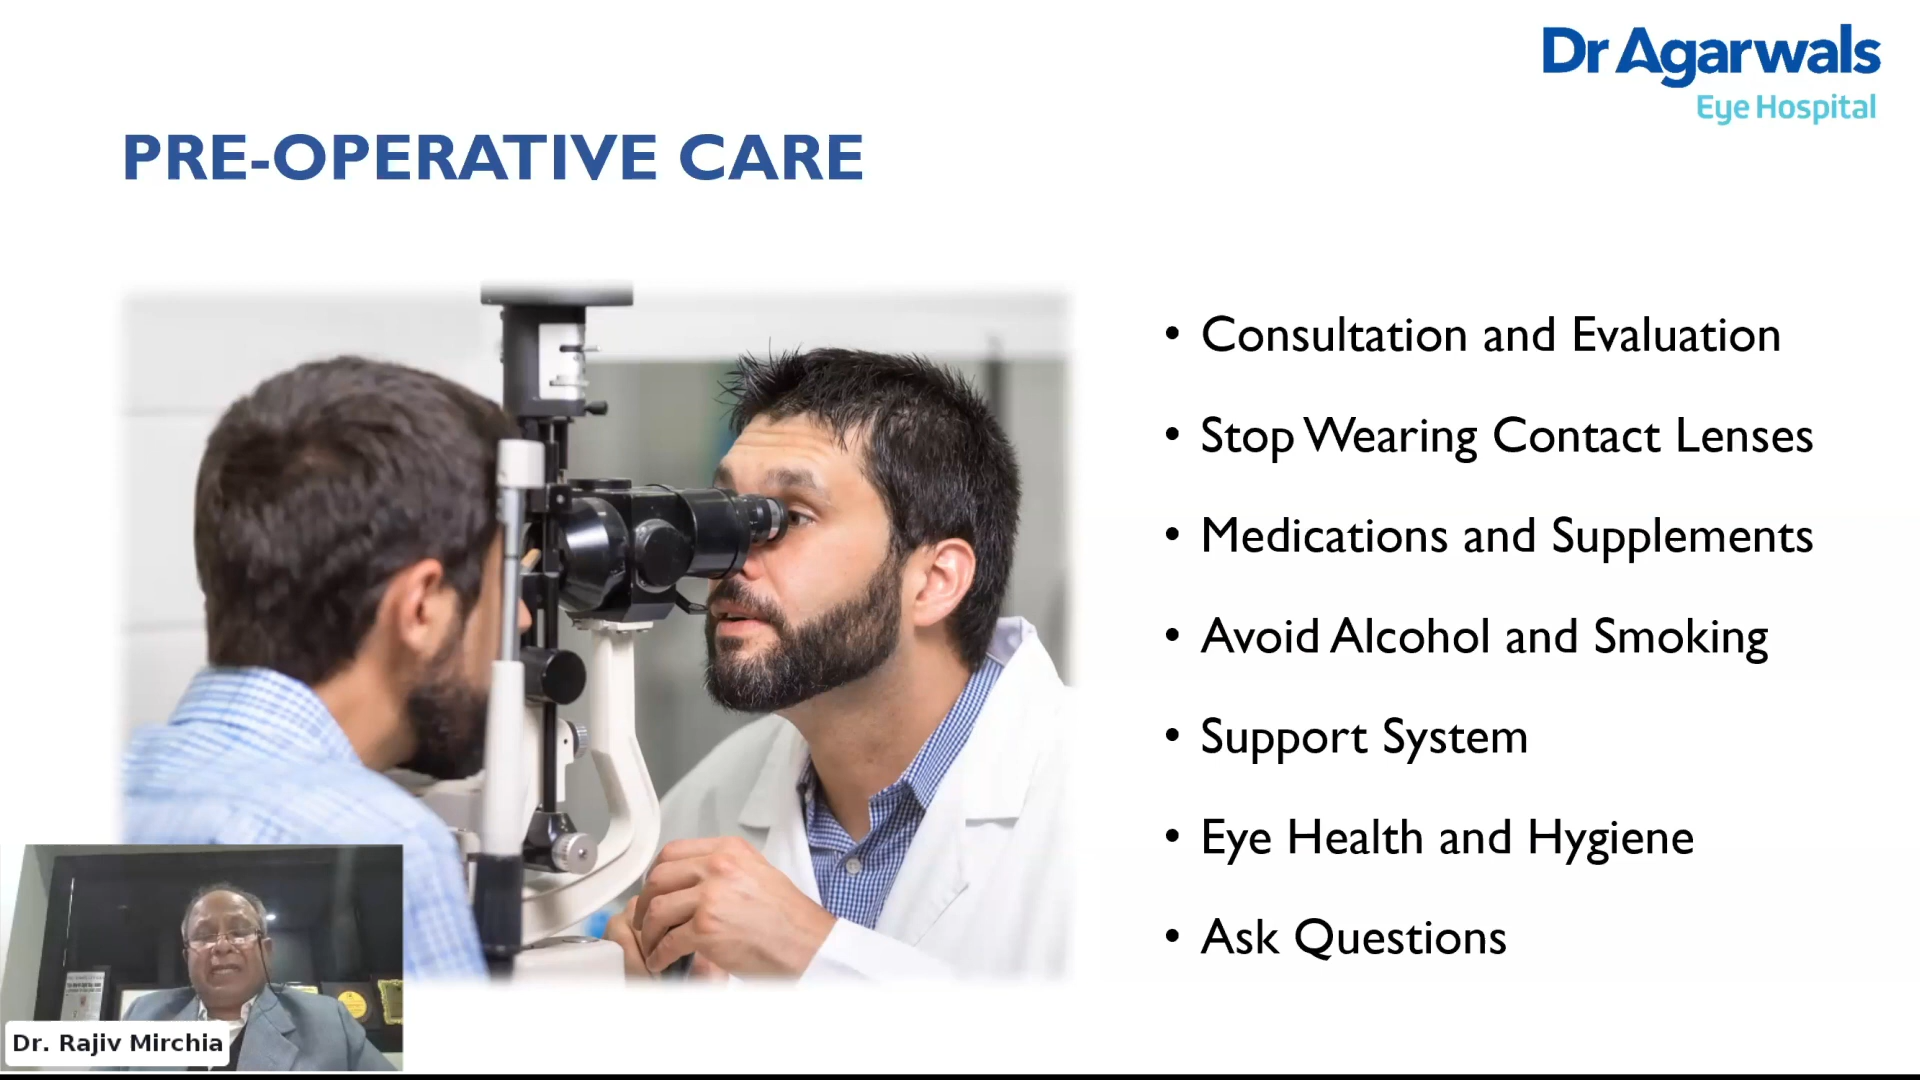 Dr Agarwals
Eye Hospital
PRE-OPERATIVE CARE
• Consultation and Evaluation
• Stop Wearing Contact Lenses
• Medications and Supplements
• Avoid Alcohol and Smoking
• Support System
• Eye Health and Hygiene
• Ask Questions
Dr. Rajiv Mirchia